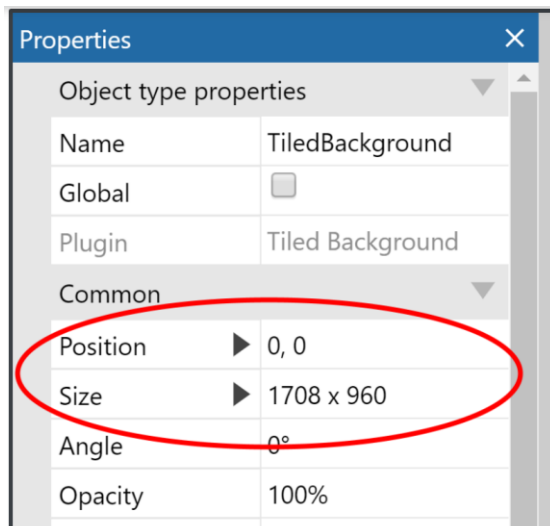 Properties
Object type properties
Name TiledBackground
Global
Plugin Tiled Background
Common
Position 0, 0
Size 1708 x 960
Angle 0°
Opacity 100%